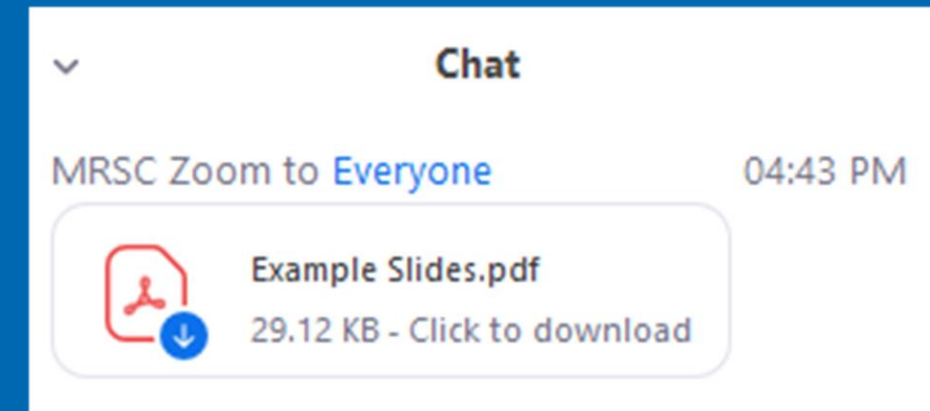 Chat
MRSC Zoom to Everyone 04:43 PM
Example Slides.pdf
29.12 KB - Click to download